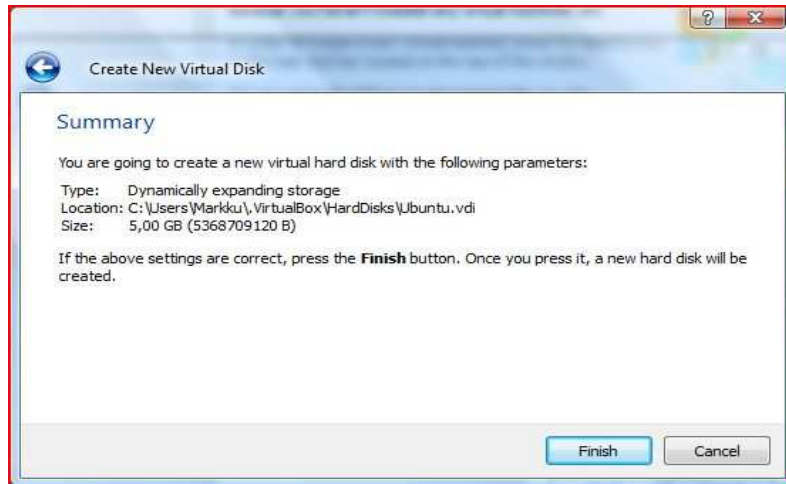 ?
Create New Virtual Disk
Summary
You are going to create a new virtual hard disk with the following parameters:
Type: Dynamically expanding storage
Location: C:\Users\Markku\.VirtualBox\HardDisks\Ubuntu.vdi
Size: 5,00 GB (5368709120 B)
If the above settings are correct, press the Finish button. Once you press it, a new hard disk will be
created.
Finish Cancel